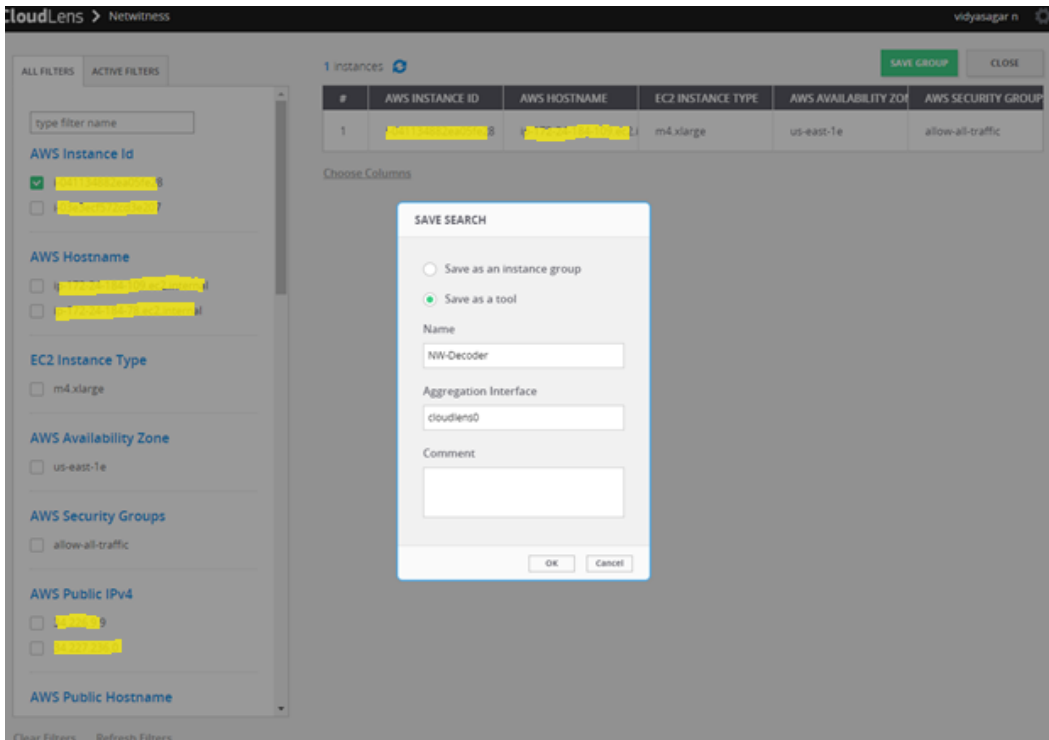 CloudLens > Netwitness
vidyasagar n
ALL FILTERS
ACTIVE FILTERS
type filter name
AWS Instance Id
AWS Hostname
EC2 Instance Type
m4.xlarge
AWS Availability Zone
us-east-1e
AWS Security Groups
allow-all-traffic
AWS Public IPv4
AWS Public Hostname
Clear Filters
Refresh Filters
1 instances
SAVE GROUP
CLOSE
# AWS INSTANCE ID AWS HOSTNAME EC2 INSTANCE TYPE AWS AVAILABILITY ZON AWS SECURITY GROUP
1 m4.xlarge us-east-1e allow-all-traffic
Choose Columns
SAVE SEARCH
Save as an instance group
Save as a tool
Name
NW-Decoder
Aggregation Interface
cloudlens0
Comment
OK
Cancel